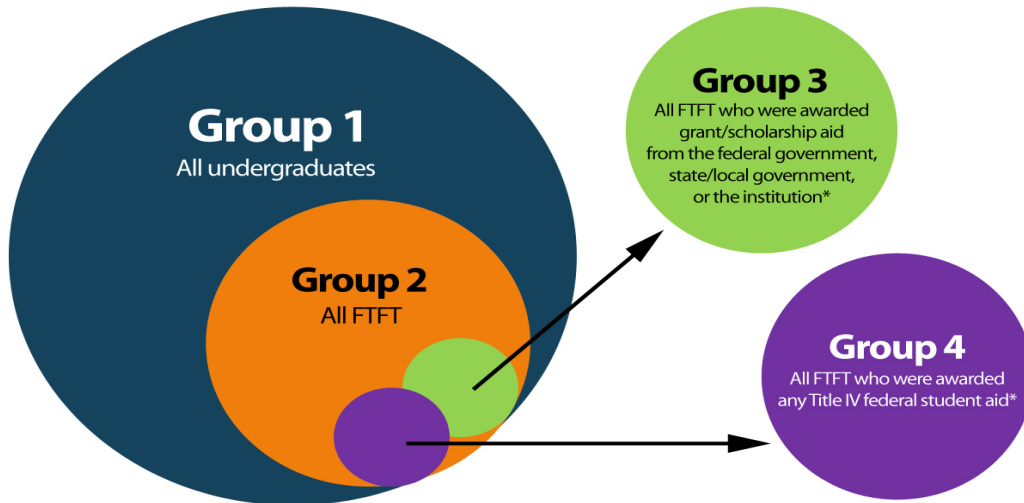 Group 1
All undergraduates
Group 2
All FTFT
Group 3
All FTFT who were awarded
grant/scholarship aid
from the federal government,
state/local government,
or the institution*
Group 4
All FTFT who were awarded
any Title IV federal student aid*